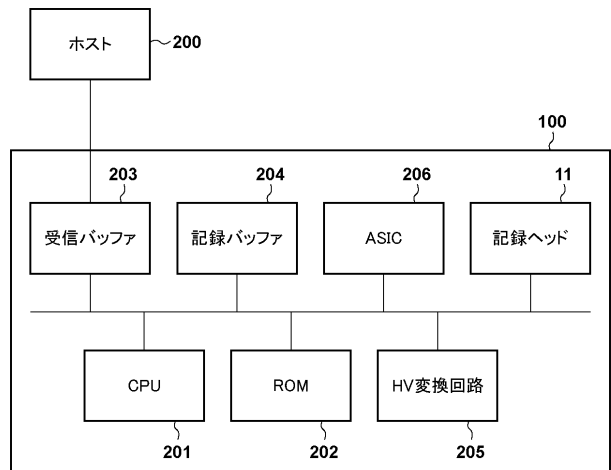 ホスト
200
100
203
204
206
11
受信バッファ
記録バッファ
ASIC
記録ヘッド
CPU
ROM
HV変換回路
201
202
205